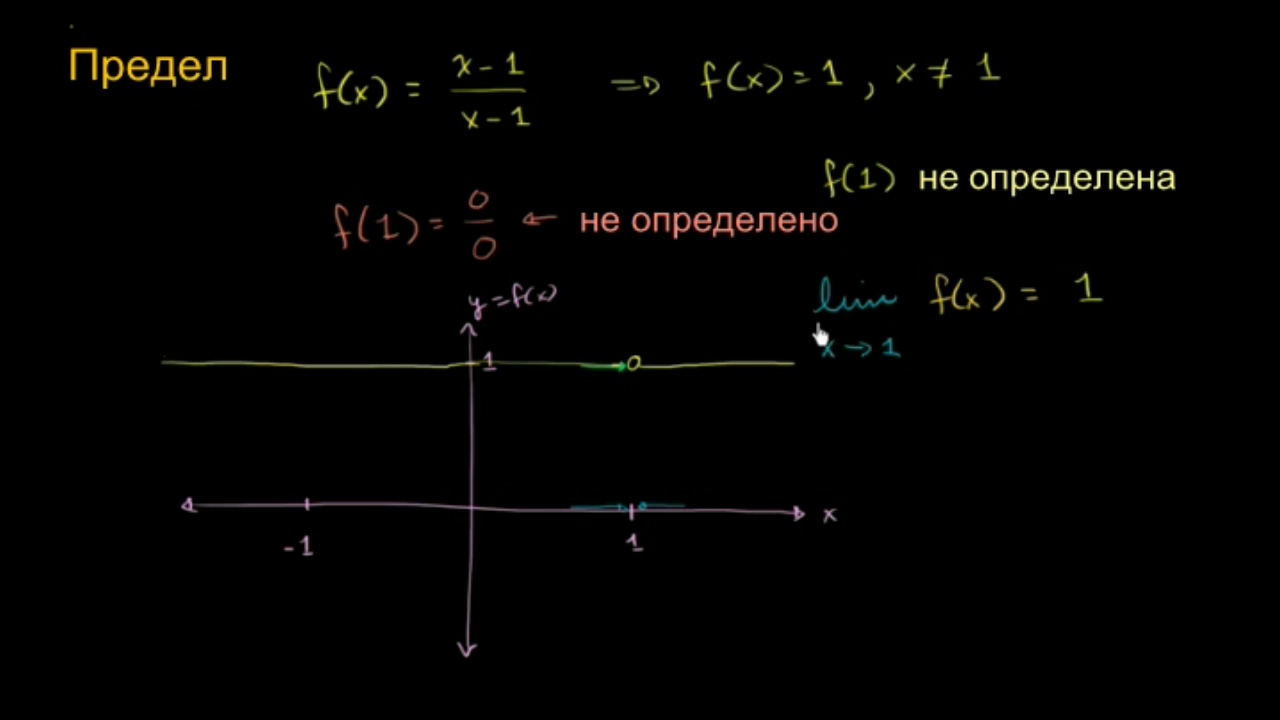 Предел
f(x) = x-1 / x-1 => f(x) = 1 , x ≠ 1
f(1) не определена
f(1) = 0/0 ← не определено
y = f(x)
lim f(x) = 1
x → 1
1
x
-1
1